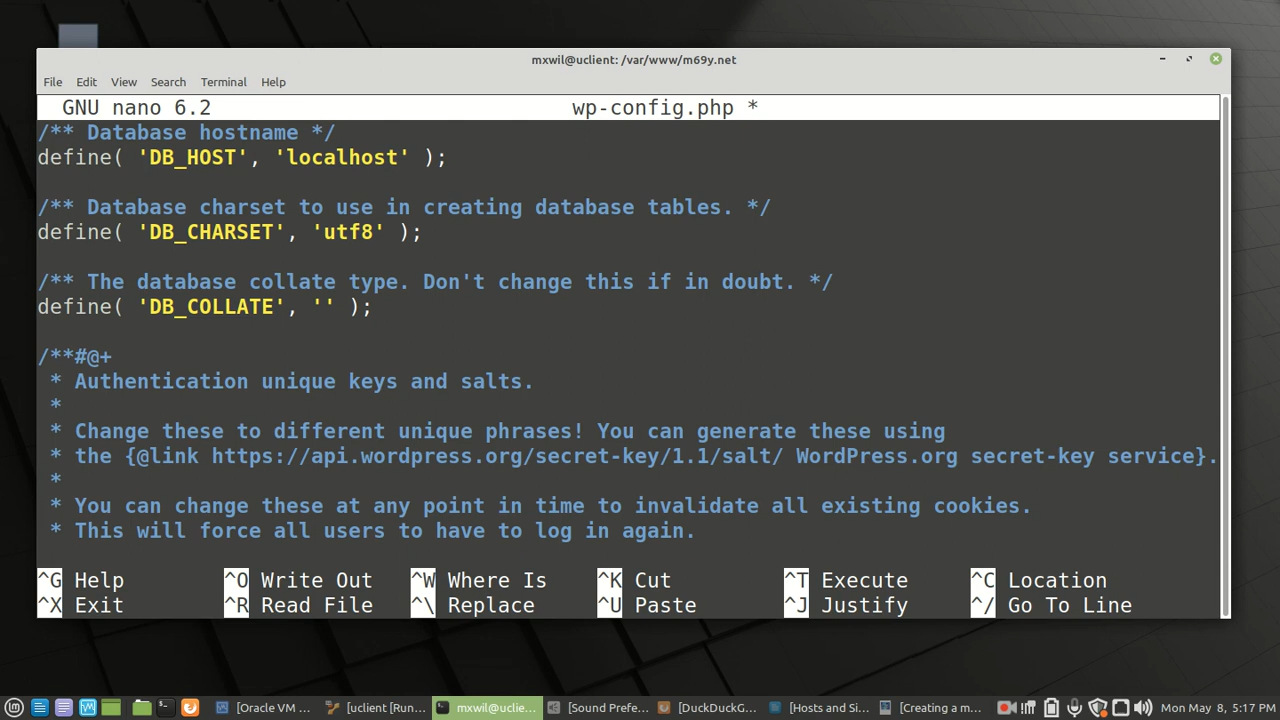 mxwil@uclient: /var/www/m69y.net
File Edit View Search Terminal Help
GNU nano 6.2 wp-config.php *
/** Database hostname */
define( 'DB_HOST', 'localhost' );
/** Database charset to use in creating database tables. */
define( 'DB_CHARSET', 'utf8' );
/** The database collate type. Don't change this if in doubt. */
define( 'DB_COLLATE', '' );
/**#@+
* Authentication unique keys and salts.
*
* Change these to different unique phrases! You can generate these using
* the {@link https://api.wordpress.org/secret-key/1.1/salt/ WordPress.org secret-key service}.
*
* You can change these at any point in time to invalidate all existing cookies.
* This will force all users to have to log in again.
^G Help ^O Write Out ^W Where Is ^K Cut ^T Execute ^C Location
^X Exit ^R Read File ^\ Replace ^U Paste ^J Justify ^/ Go To Line
[Oracle VM ... [uclient [Run... mxwil@uclie... [Sound Prefe... [DuckDuckG... [Hosts and Si... [Creating a m... Mon May 8, 5:17 PM